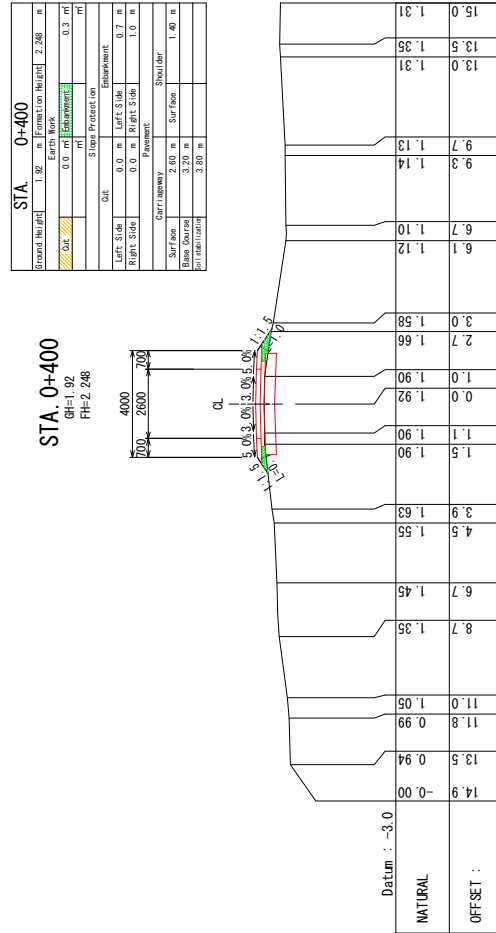 STA. 0+400
Ground Height 1.92 m Formation Height 2.248 m
Earth Work
Cut 0.0 ㎡ Embankment 0.3 ㎡
㎡ ㎡
Slope Protection
Cut Embankment
Left Side 0.0 m Left Side 0.7 m
Right Side 0.0 m Right Side 1.0 m
Pavement
Carriageway Shoulder
Surface 2.60 m Surface 1.40 m
Base Course 3.20 m
Soil stabilization 3.80 m
STA. 0+400
GH=1.92
FH=2.248
4000
700 2600 700
CL
5.0% 3.0% 3.0% 5.0%
1:1.5 1:1.5
L=0. L=1.0
Datum : -3.0
NATURAL -0.00 0.94 0.99 1.05 1.35 1.45 1.55 1.63 1.90 1.90 1.92 1.90 1.66 1.58 1.12 1.10 1.14 1.13 1.31 1.35 1.31
OFFSET : 14.9 13.5 11.8 11.0 8.7 6.7 4.5 3.9 1.5 1.1 0.0 1.0 2.7 3.0 6.1 6.7 9.3 9.7 13.0 13.5 15.0